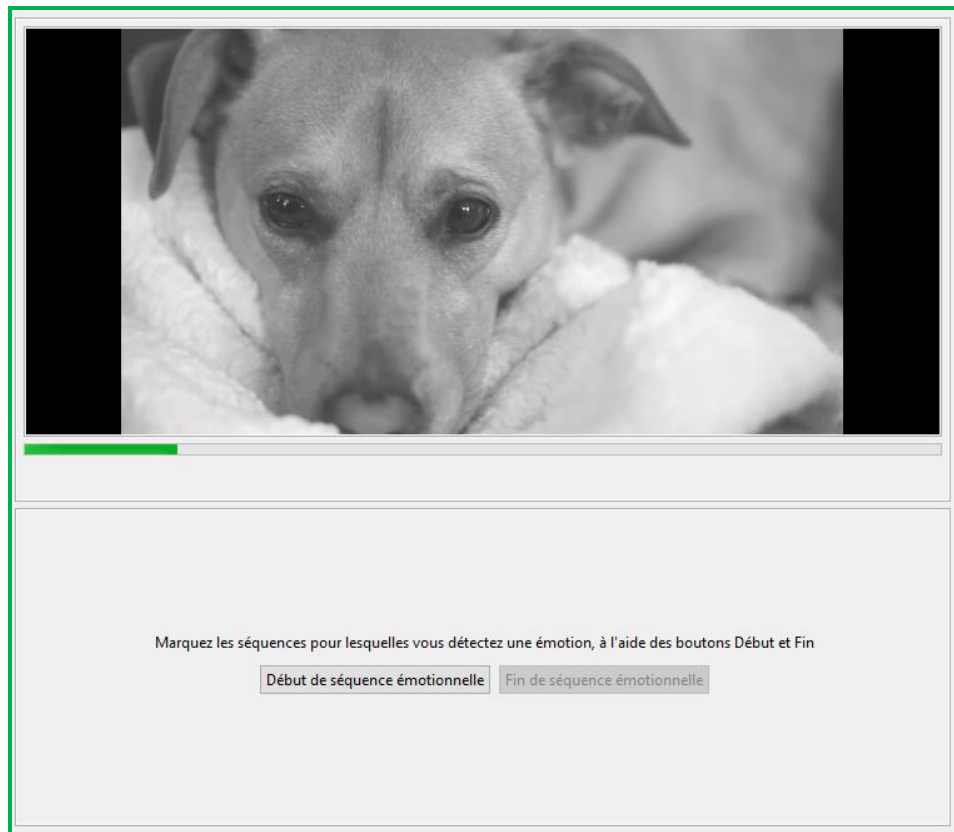 Marquez les séquences pour lesquelles vous détectez une émotion, à l'aide des boutons Début et Fin
Début de séquence émotionnelle Fin de séquence émotionnelle